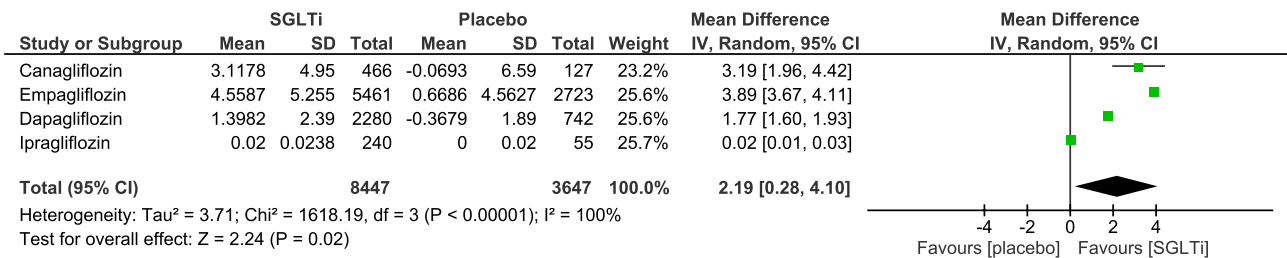 SGLTi Placebo Mean Difference Mean Difference
Study or Subgroup Mean SD Total Mean SD Total Weight IV, Random, 95% CI IV, Random, 95% CI
Canagliflozin 3.1178 4.95 466 -0.0693 6.59 127 23.2% 3.19 [1.96, 4.42]
Empagliflozin 4.5587 5.255 5461 0.6686 4.5627 2723 25.6% 3.89 [3.67, 4.11]
Dapagliflozin 1.3982 2.39 2280 -0.3679 1.89 742 25.6% 1.77 [1.60, 1.93]
Ipragliflozin 0.02 0.0238 240 0 0.02 55 25.7% 0.02 [0.01, 0.03]
Total (95% CI) 8447 3647 100.0% 2.19 [0.28, 4.10]
Heterogeneity: Tau² = 3.71; Chi² = 1618.19, df = 3 (P < 0.00001); I² = 100%
Test for overall effect: Z = 2.24 (P = 0.02)
-4 -2 0 2 4
Favours [placebo] Favours [SGLTi]